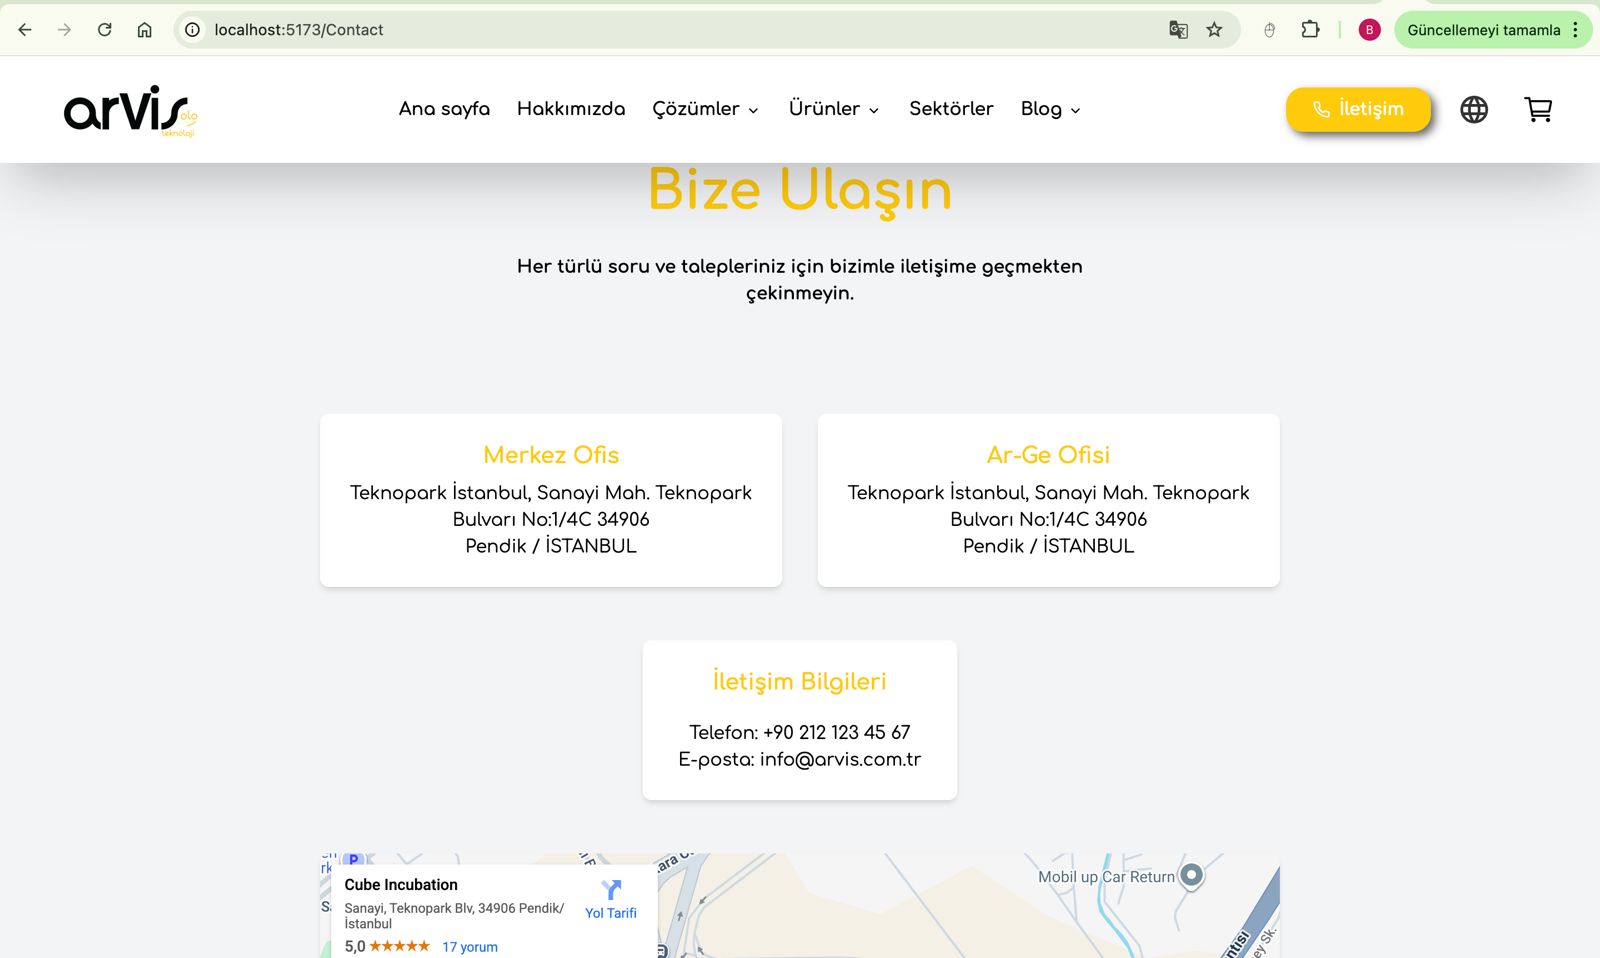 localhost:5173/Contact
B
Güncellemeyi tamamla
arvis
olo
teknoloji
Ana sayfa
Hakkımızda
Çözümler
Ürünler
Sektörler
Blog
İletişim
Bize Ulaşın
Her türlü soru ve talepleriniz için bizimle iletişime geçmekten
çekinmeyin.
Merkez Ofis
Teknopark İstanbul, Sanayi Mah. Teknopark
Bulvarı No:1/4C 34906
Pendik / İSTANBUL
Ar-Ge Ofisi
Teknopark İstanbul, Sanayi Mah. Teknopark
Bulvarı No:1/4C 34906
Pendik / İSTANBUL
İletişim Bilgileri
Telefon: +90 212 123 45 67
E-posta: info@arvis.com.tr
P
Cube Incubation
Sanayi, Teknopark Blv, 34906 Pendik/
İstanbul
5,0
17 yorum
Yol Tarifi
Mobil up Car Return